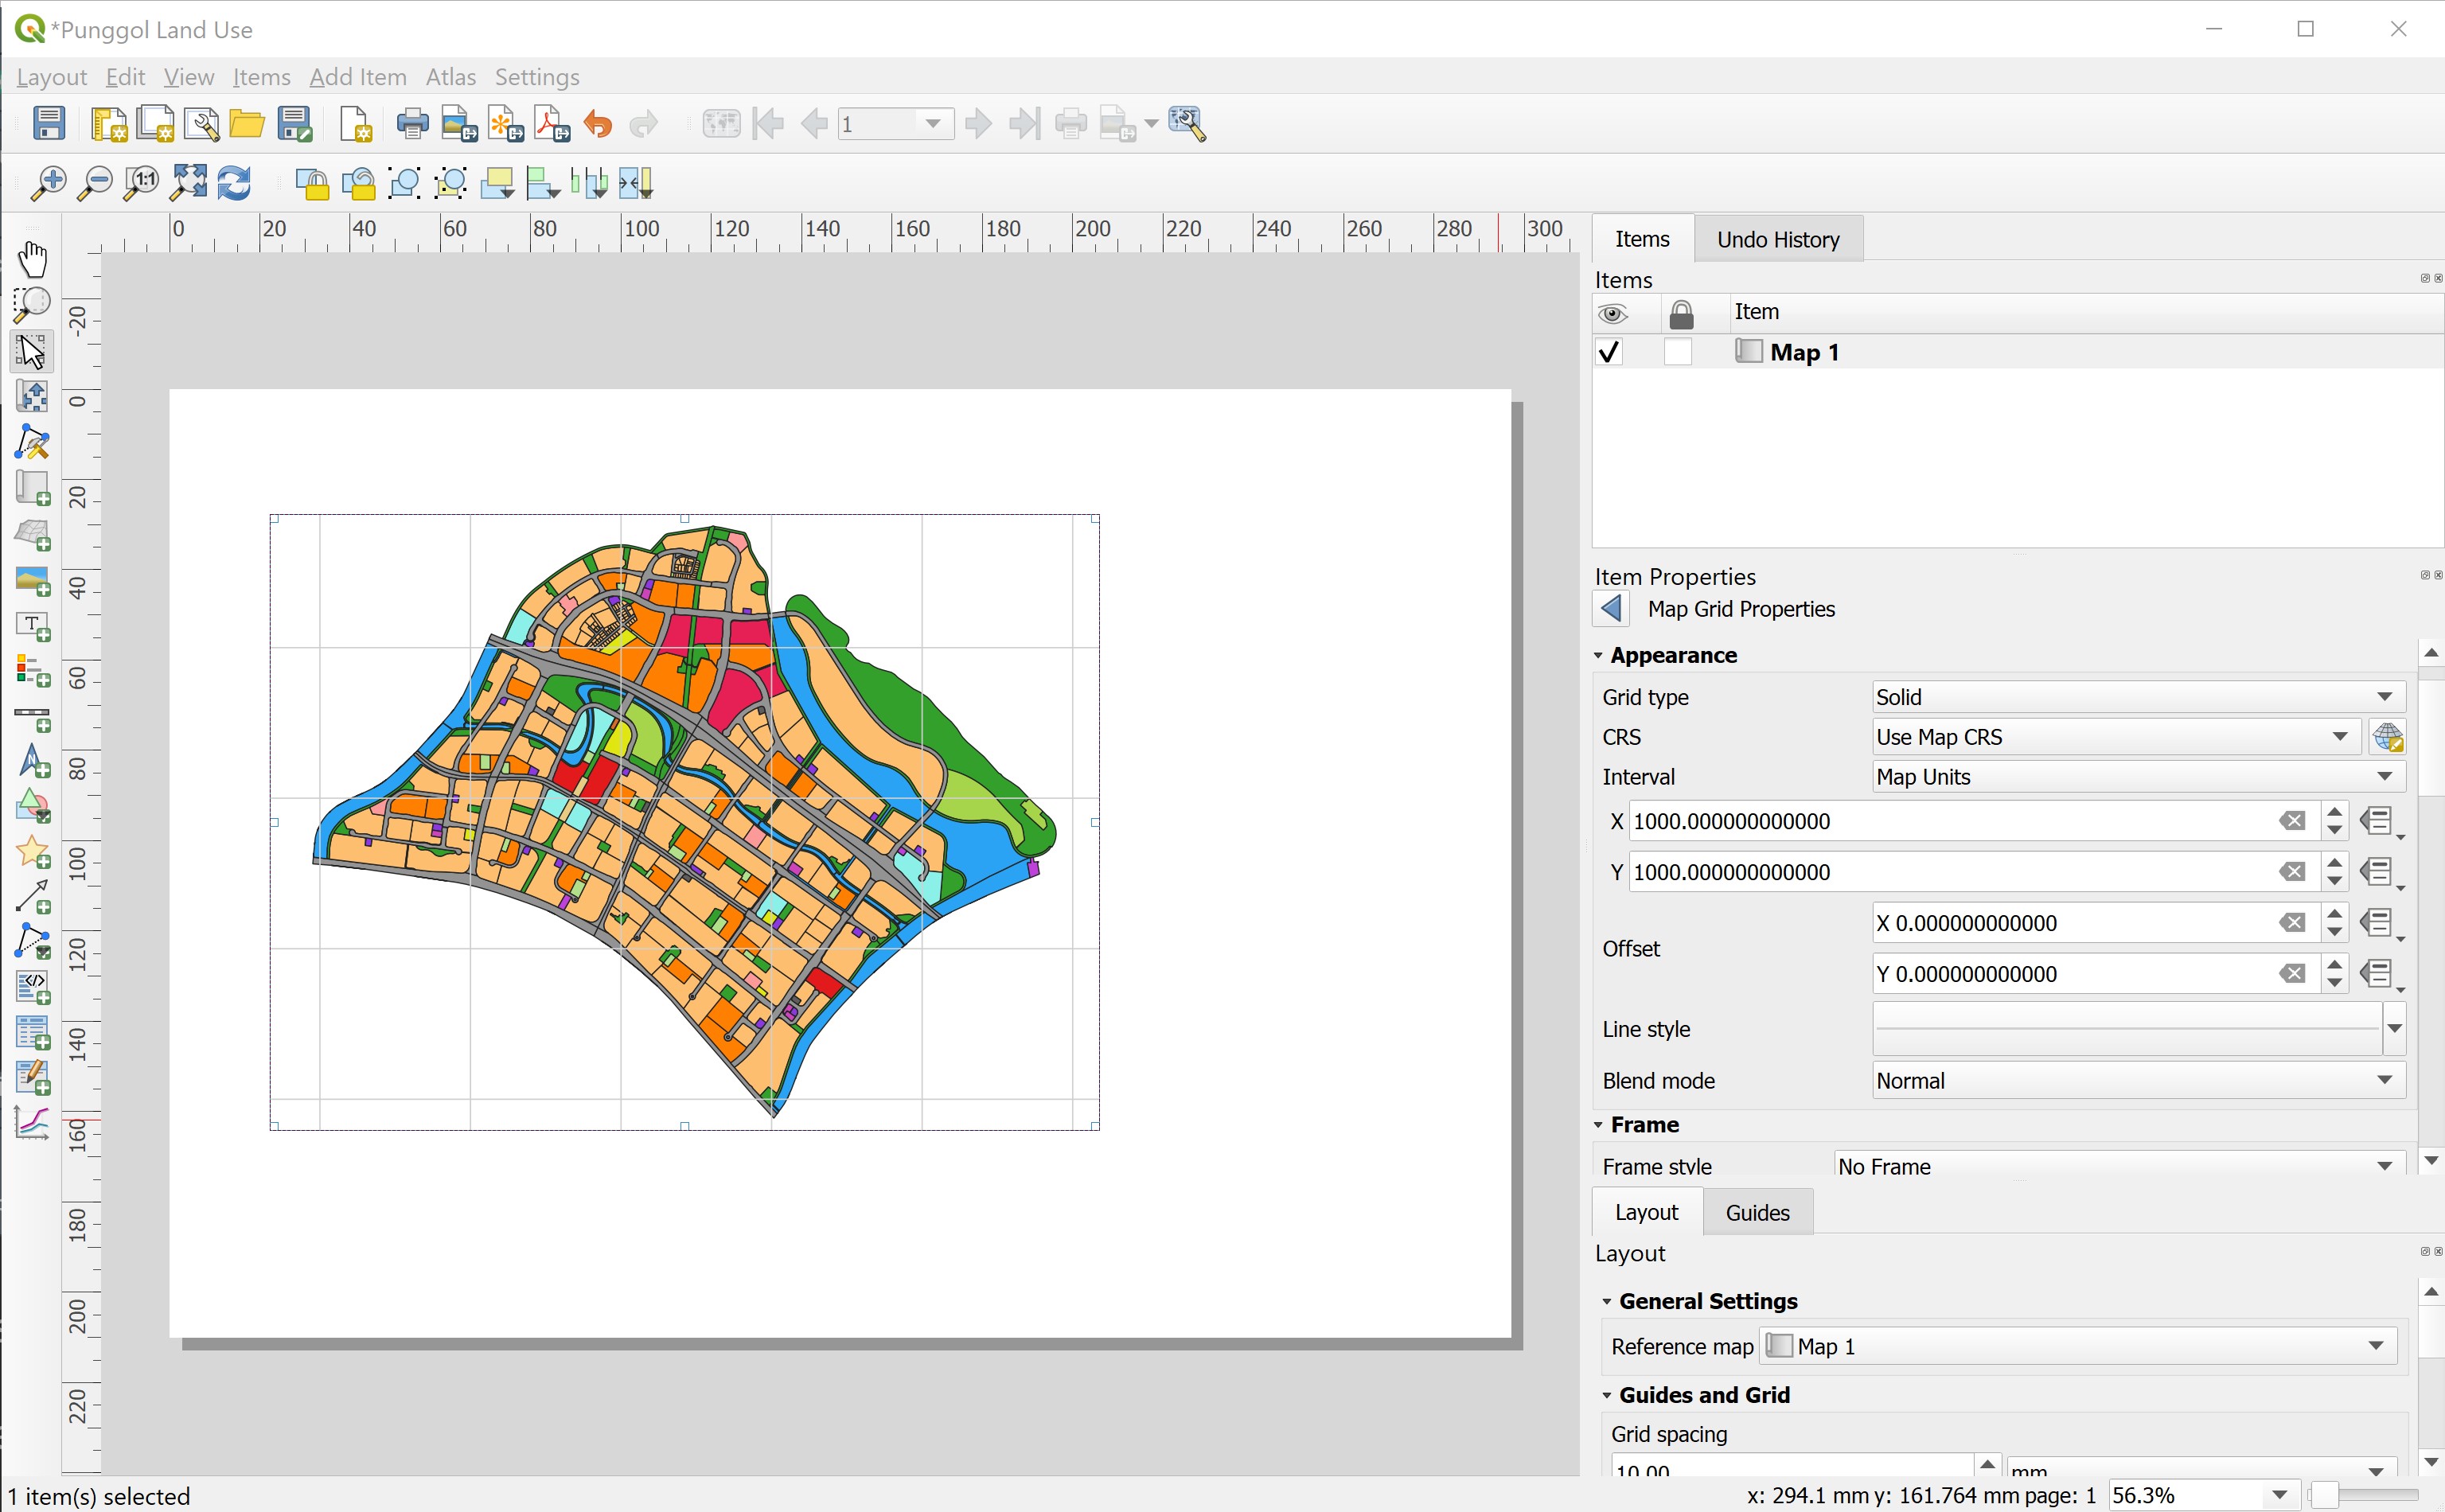 *Punggol Land Use
Layout Edit View Items Add Item Atlas Settings
1
1:1
0 20 40 60 80 100 120 140 160 180 200 220 240 260 280 300
-20
0
20
40
60
80
100
120
140
160
180
200
220
T
Items Undo History
Items
Item
Map 1
Item Properties
Map Grid Properties
Appearance
Grid type Solid
CRS Use Map CRS
Interval Map Units
X 1000.000000000000
Y 1000.000000000000
Offset
X 0.000000000000
Y 0.000000000000
Line style
Blend mode Normal
Frame
Frame style No Frame
Layout Guides
Layout
General Settings
Reference map Map 1
Guides and Grid
Grid spacing
10.00 mm
1 item(s) selected
x: 294.1 mm y: 161.764 mm page: 1 56.3%